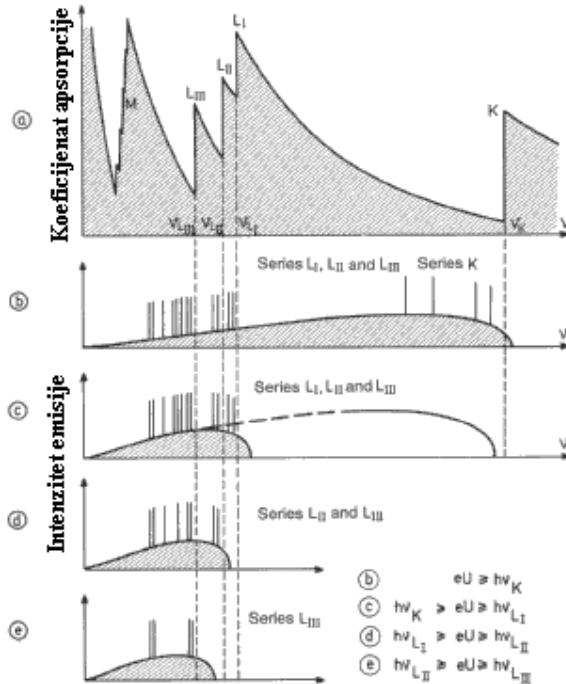 Koeficijenat apsorpcije
Intenzitet emisije
ⓐ
M
L_III
L_II
L_I
K
ν_LIII
ν_LII
ν_LI
ν_K
ν
ⓑ
Series L_I, L_II and L_III
Series K
ν
ⓒ
Series L_I, L_II and L_III
ν
ⓓ
Series L_II and L_III
ⓔ
Series L_III
ⓑ eU ≥ hν_K
ⓒ hν_K ≥ eU ≥ hν_LI
ⓓ hν_LI ≥ eU ≥ hν_LII
ⓔ hν_LII ≥ eU ≥ hν_LIII